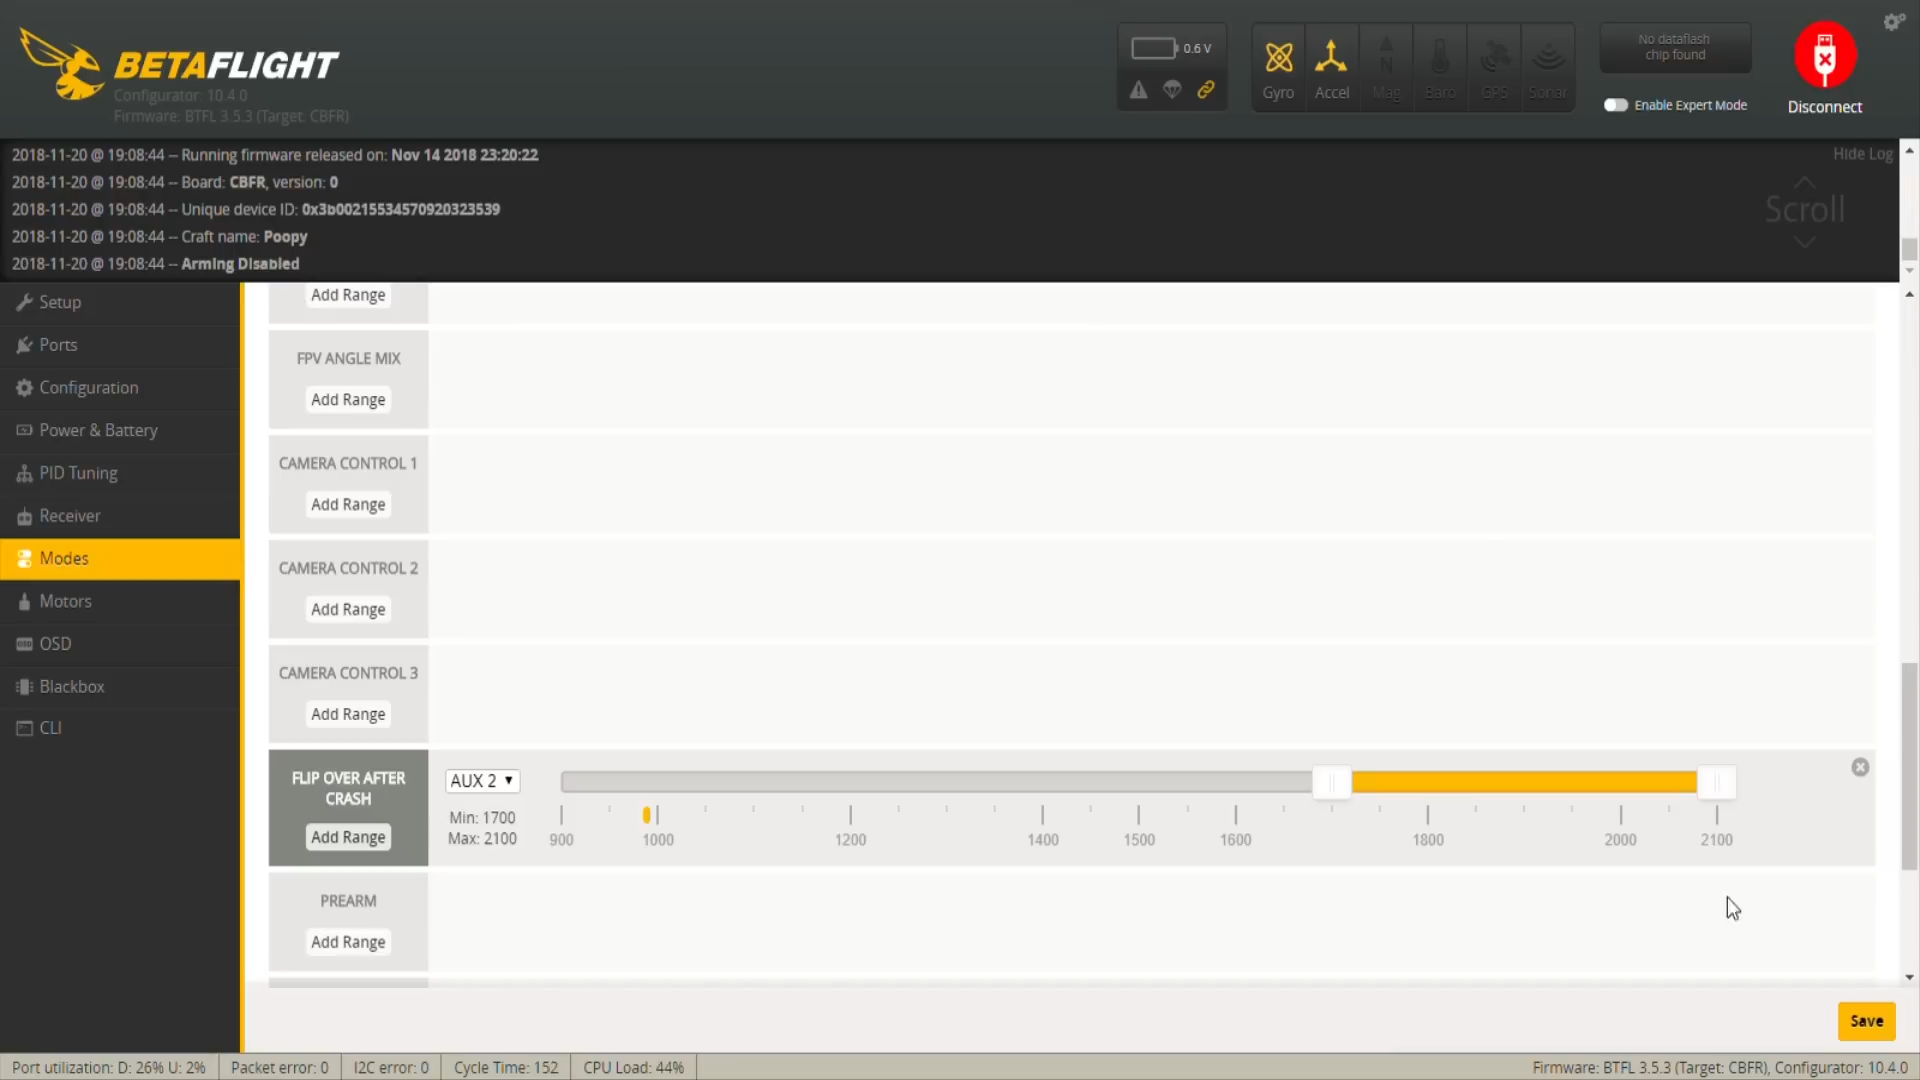 BETAFLIGHT
Configurator: 10.4.0
Firmware: BTFL 3.5.3 (Target: CBFR)
0.6 V
Gyro
Accel
Mag
Baro
GPS
Sonar
No dataflash
chip found
Enable Expert Mode
Disconnect
2018-11-20 @ 19:08:44 -- Running firmware released on: Nov 14 2018 23:20:22
2018-11-20 @ 19:08:44 -- Board: CBFR, version: 0
2018-11-20 @ 19:08:44 -- Unique device ID: 0x3b00215534570920323539
2018-11-20 @ 19:08:44 -- Craft name: Poopy
2018-11-20 @ 19:08:44 -- Arming Disabled
Hide Log
Scroll
Setup
Ports
Configuration
Power & Battery
PID Tuning
Receiver
Modes
Motors
OSD
Blackbox
CLI
Add Range
FPV ANGLE MIX
Add Range
CAMERA CONTROL 1
Add Range
CAMERA CONTROL 2
Add Range
CAMERA CONTROL 3
Add Range
FLIP OVER AFTER
CRASH
Add Range
AUX 2
Min: 1700
Max: 2100
900 1000 1200 1400 1500 1600 1800 2000 2100
PREARM
Add Range
Save
Port utilization: D: 26% U: 2%
Packet error: 0
I2C error: 0
Cycle Time: 152
CPU Load: 44%
Firmware: BTFL 3.5.3 (Target: CBFR), Configurator: 10.4.0